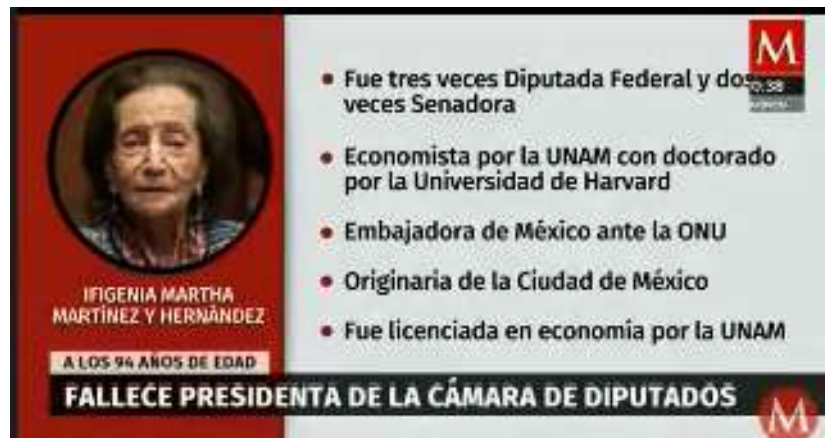 M
• Fue tres veces Diputada Federal y dos
veces Senadora
• Economista por la UNAM con doctorado
por la Universidad de Harvard
• Embajadora de México ante la ONU
• Originaria de la Ciudad de México
• Fue licenciada en economía por la UNAM
IFIGENIA MARTHA
MARTÍNEZ Y HERNÁNDEZ
A LOS 94 AÑOS DE EDAD
FALLECE PRESIDENTA DE LA CÁMARA DE DIPUTADOS
M